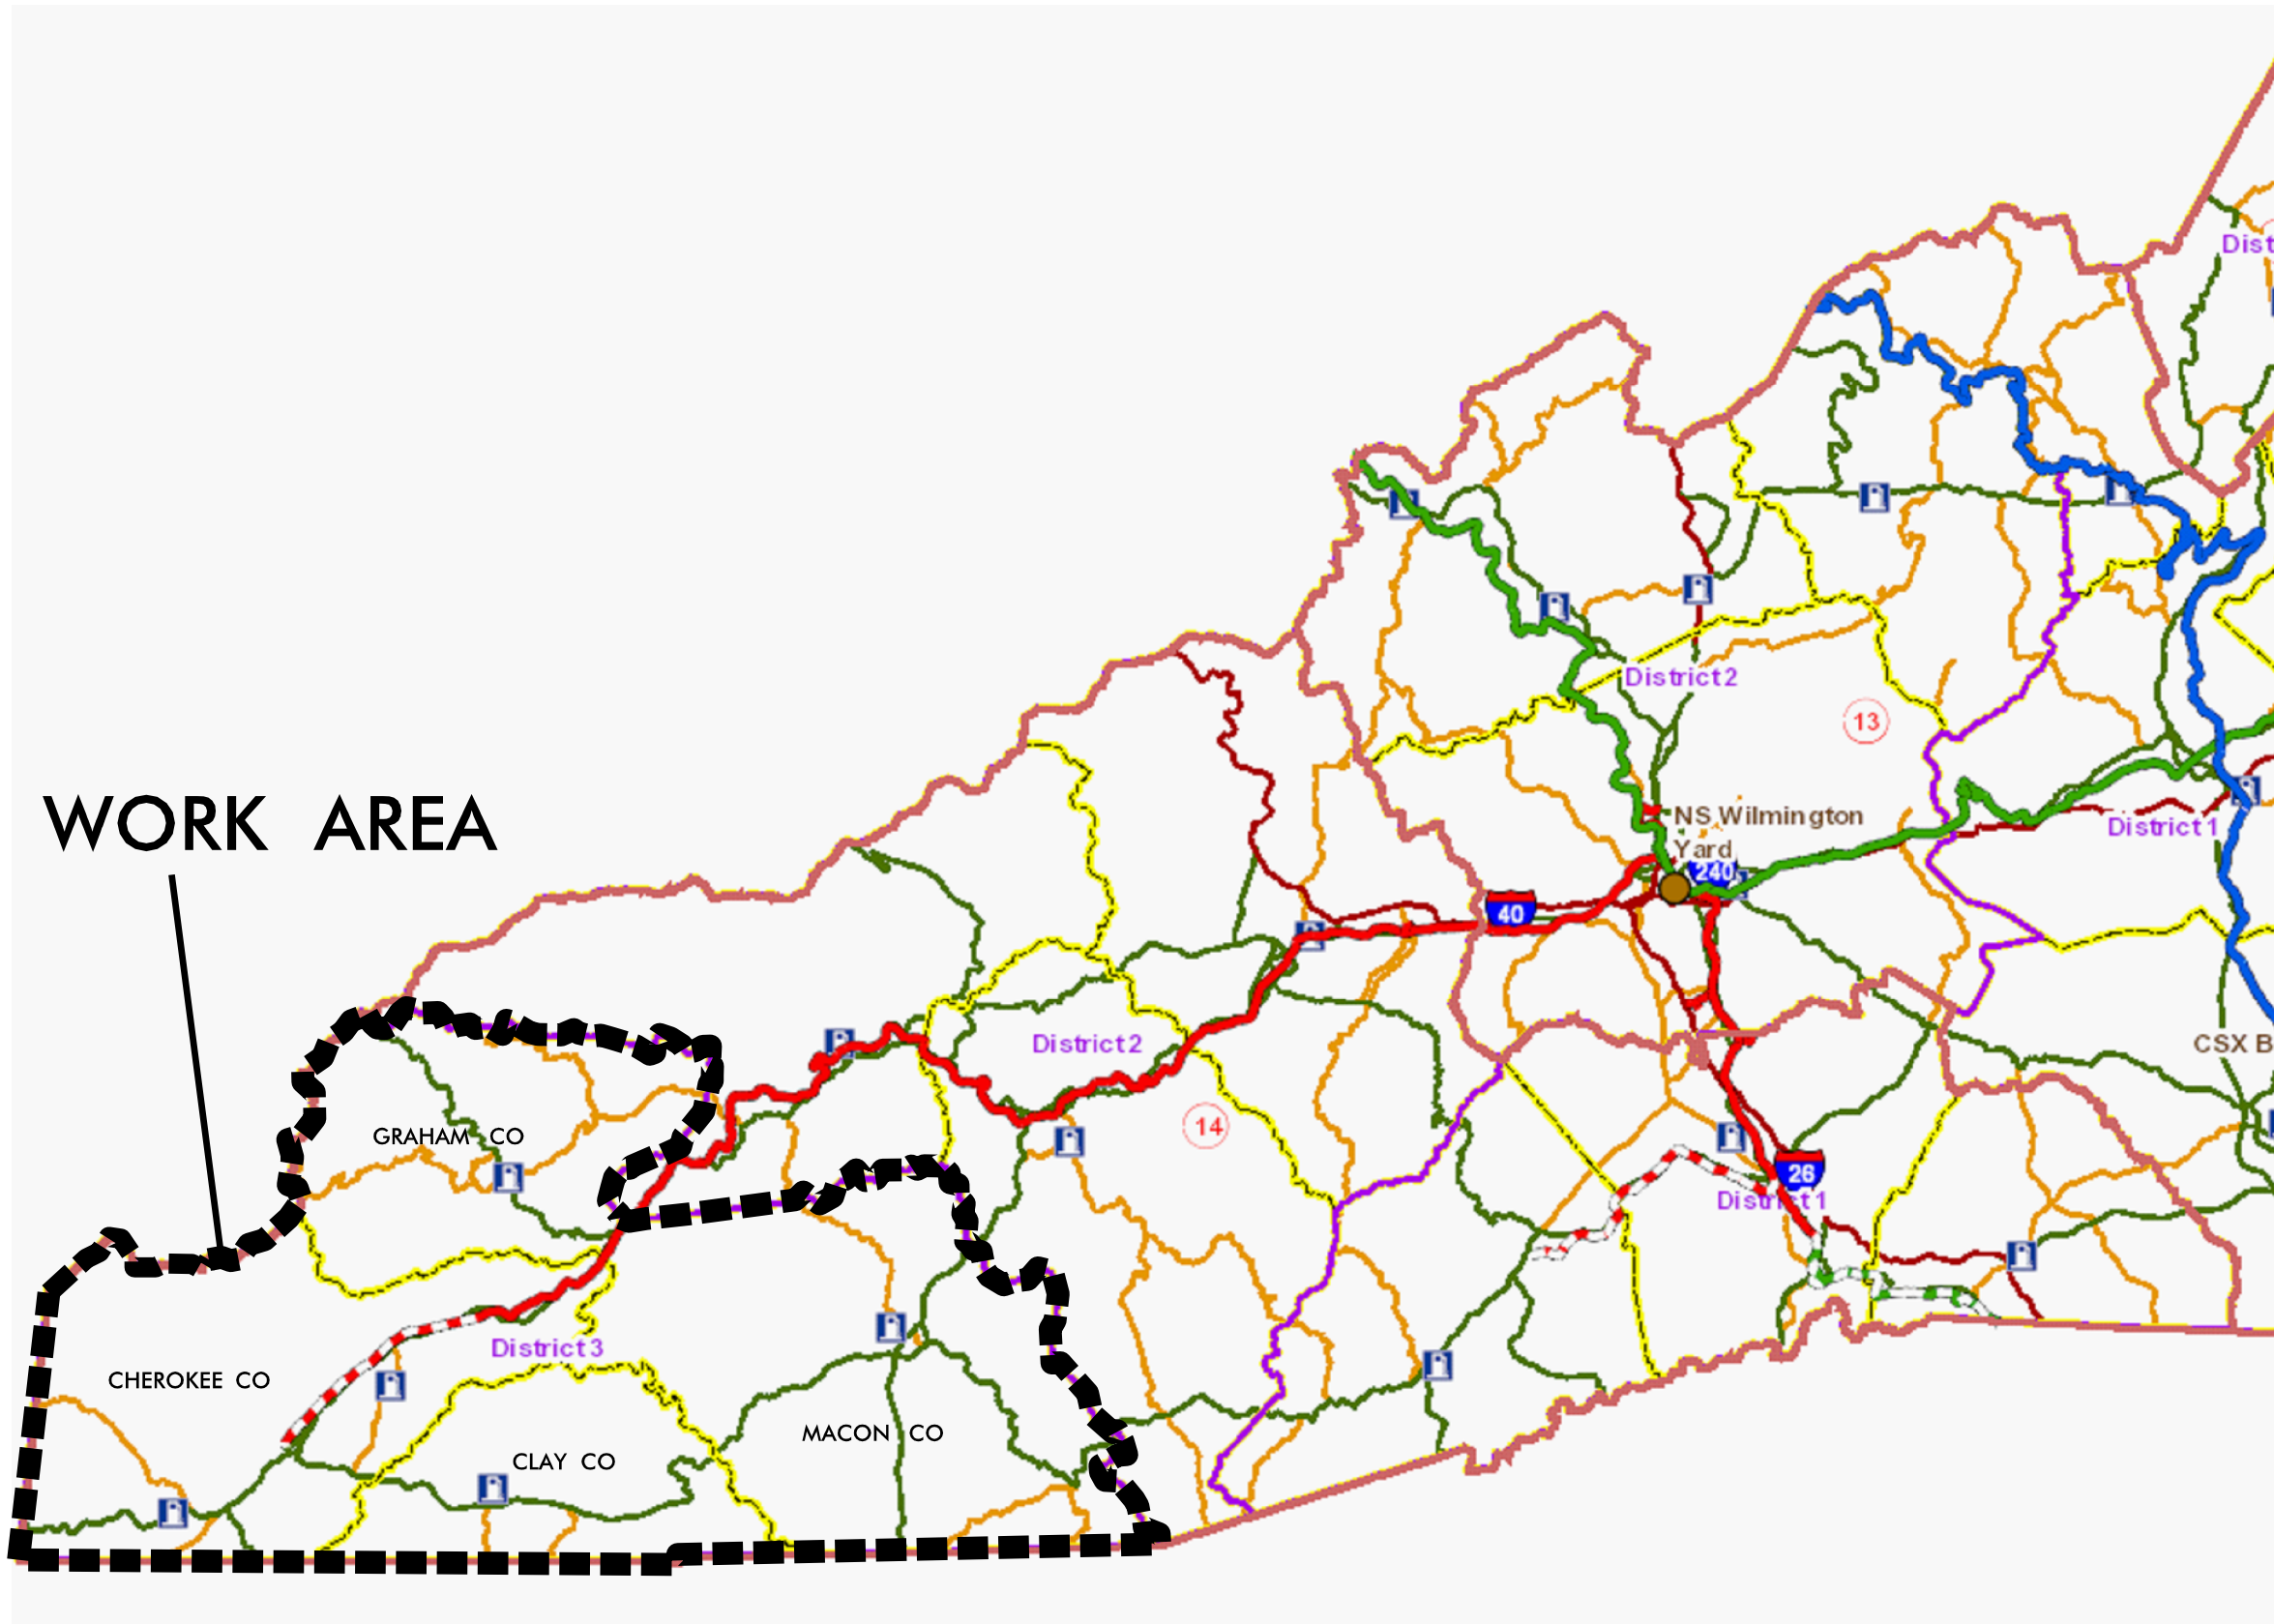 Dist
District 2
13
NS Wilmington
Yard
District 1
WORK AREA
240
40
CSX B
District 2
14
GRAHAM CO
26
District 1
District 3
CHEROKEE CO
MACON CO
CLAY CO